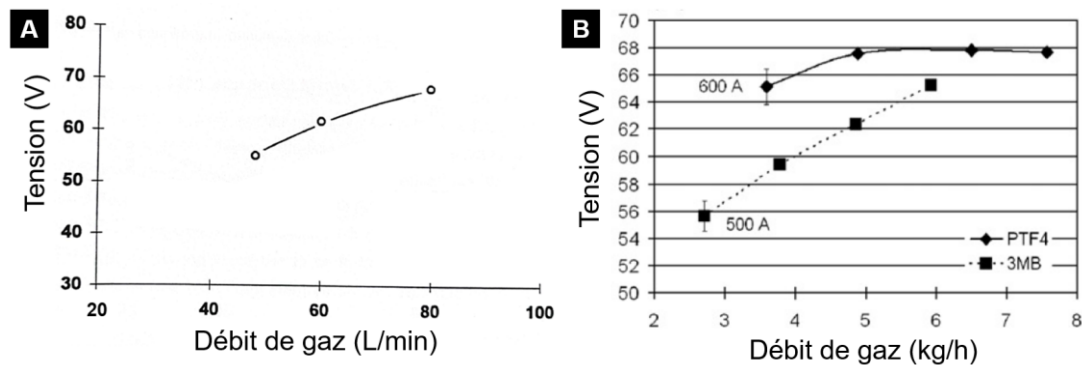 A
80
70
60
50
40
30
Tension (V)
20
40
60
80
100
Débit de gaz (L/min)
B
70
68
66
64
62
60
58
56
54
52
50
Tension (V)
600 A
500 A
PTF4
3MB
2
3
4
5
6
7
8
Débit de gaz (kg/h)